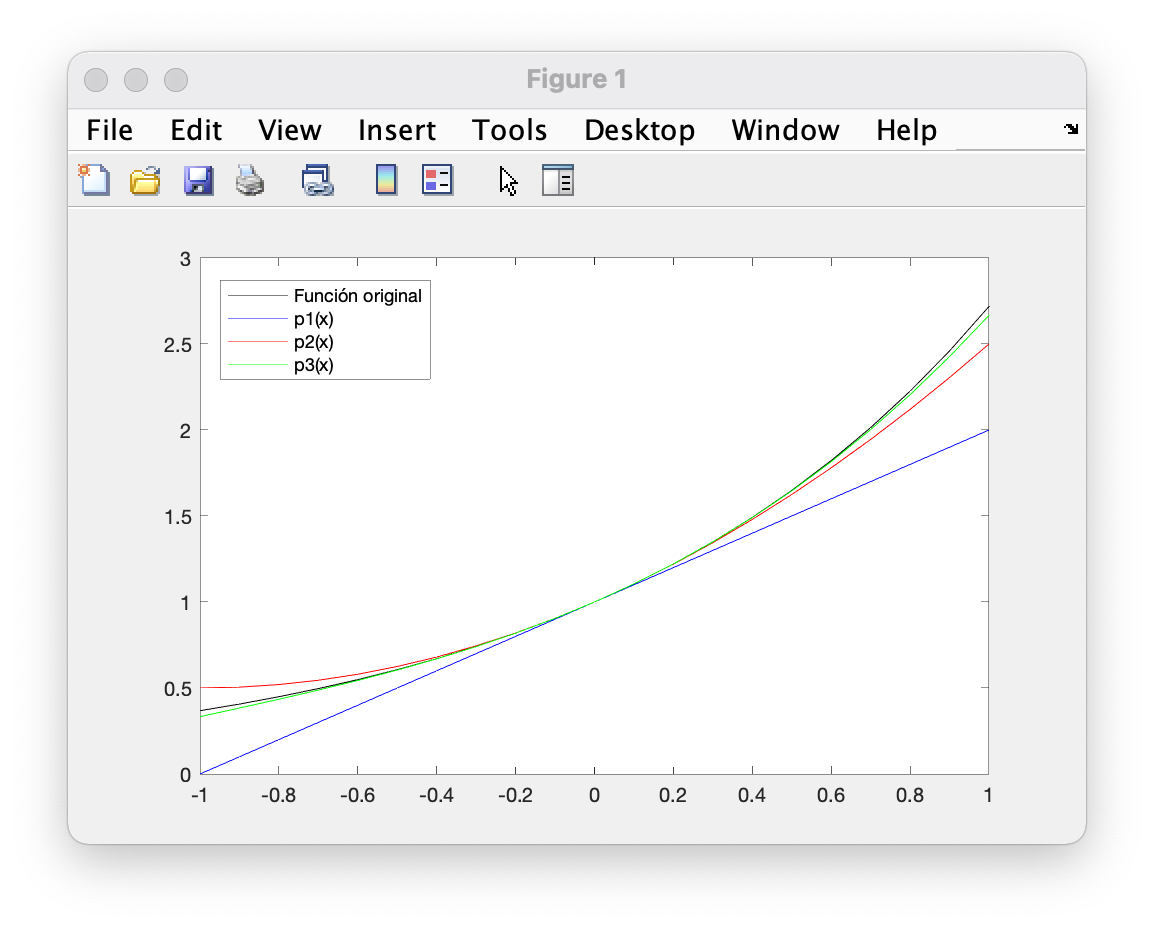 Figure 1
File Edit View Insert Tools Desktop Window Help
3
2.5
2
1.5
1
0.5
0
Función original
p1(x)
p2(x)
p3(x)
-1 -0.8 -0.6 -0.4 -0.2 0 0.2 0.4 0.6 0.8 1